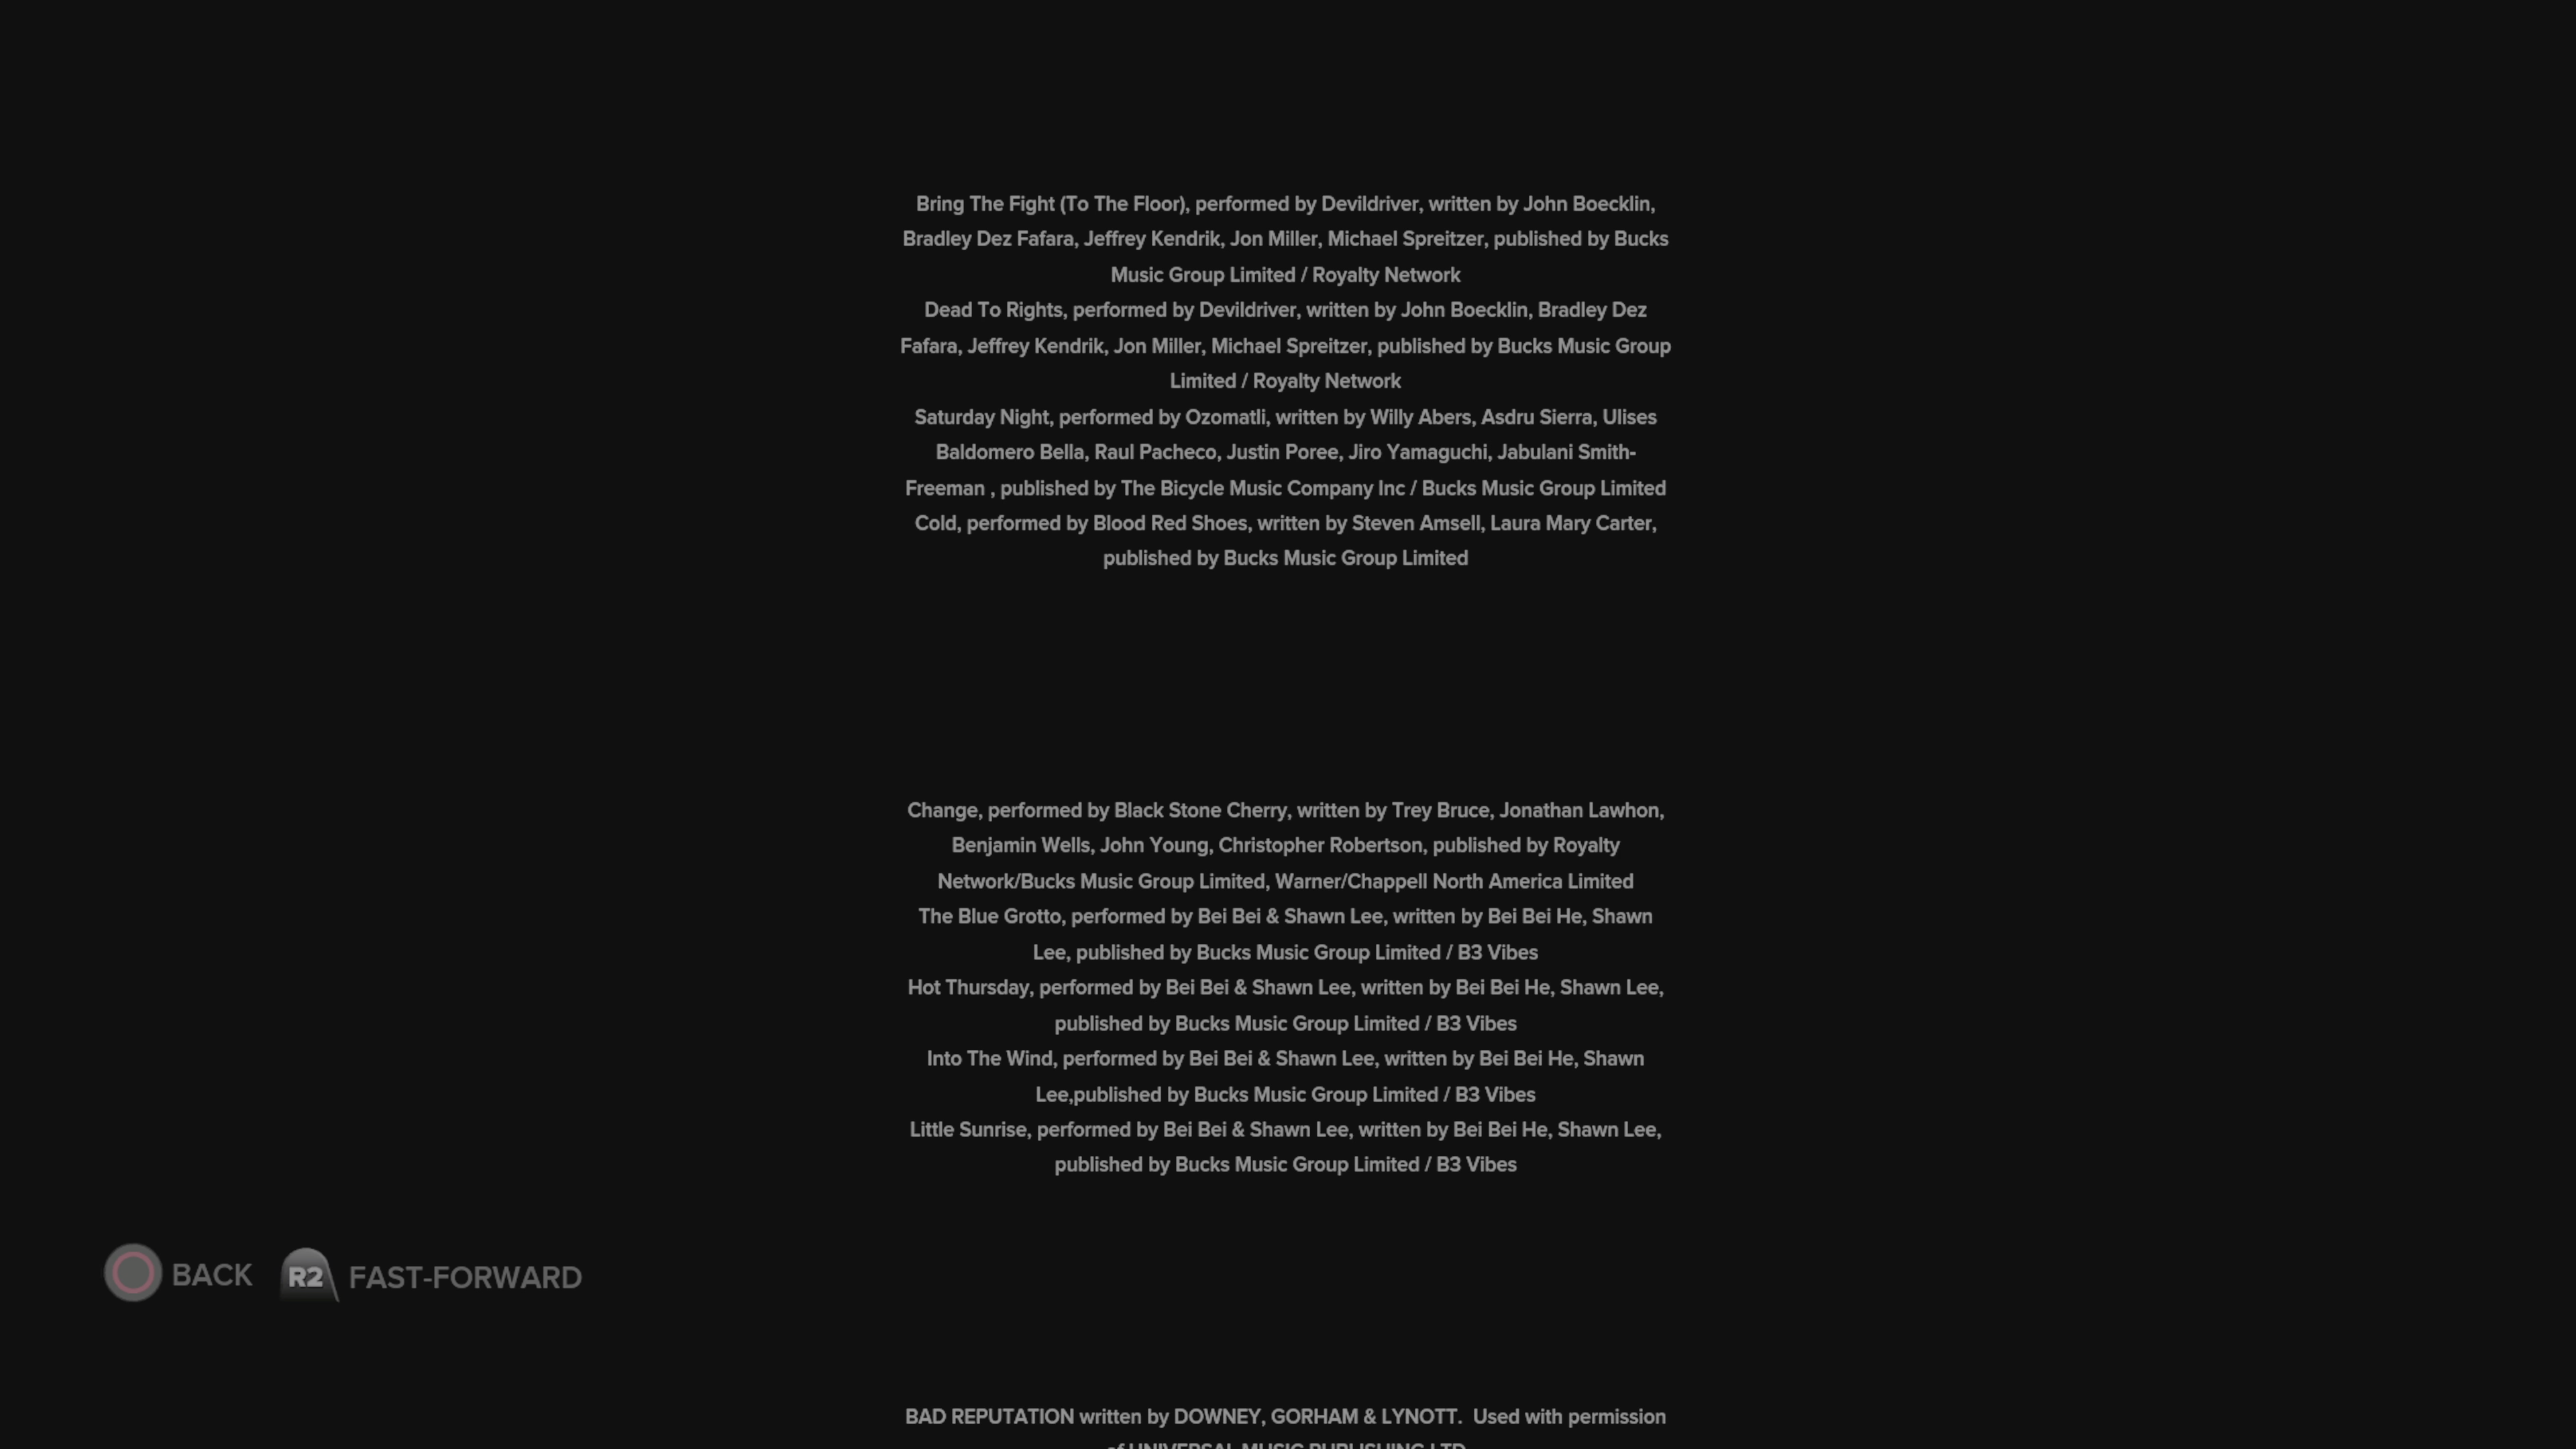 Bring The Fight (To The Floor), performed by Devildriver, written by John Boecklin,
Bradley Dez Fafara, Jeffrey Kendrik, Jon Miller, Michael Spreitzer, published by Bucks
Music Group Limited / Royalty Network
Dead To Rights, performed by Devildriver, written by John Boecklin, Bradley Dez
Fafara, Jeffrey Kendrik, Jon Miller, Michael Spreitzer, published by Bucks Music Group
Limited / Royalty Network
Saturday Night, performed by Ozomatli, written by Willy Abers, Asdru Sierra, Ulises
Baldomero Bella, Raul Pacheco, Justin Poree, Jiro Yamaguchi, Jabulani Smith-
Freeman , published by The Bicycle Music Company Inc / Bucks Music Group Limited
Cold, performed by Blood Red Shoes, written by Steven Amsell, Laura Mary Carter,
published by Bucks Music Group Limited
Change, performed by Black Stone Cherry, written by Trey Bruce, Jonathan Lawhon,
Benjamin Wells, John Young, Christopher Robertson, published by Royalty
Network/Bucks Music Group Limited, Warner/Chappell North America Limited
The Blue Grotto, performed by Bei Bei & Shawn Lee, written by Bei Bei He, Shawn
Lee, published by Bucks Music Group Limited / B3 Vibes
Hot Thursday, performed by Bei Bei & Shawn Lee, written by Bei Bei He, Shawn Lee,
published by Bucks Music Group Limited / B3 Vibes
Into The Wind, performed by Bei Bei & Shawn Lee, written by Bei Bei He, Shawn
Lee,published by Bucks Music Group Limited / B3 Vibes
Little Sunrise, performed by Bei Bei & Shawn Lee, written by Bei Bei He, Shawn Lee,
published by Bucks Music Group Limited / B3 Vibes
BACK R2 FAST-FORWARD
BAD REPUTATION written by DOWNEY, GORHAM & LYNOTT.  Used with permission
of UNIVERSAL MUSIC PUBLISHING LTD